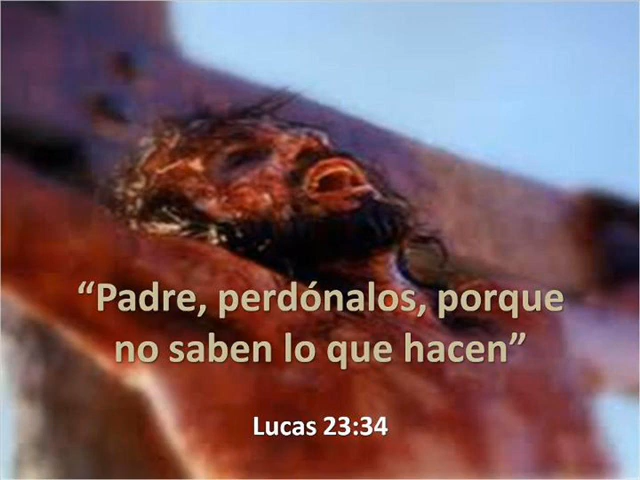 “Padre, perdónalos, porque
no saben lo que hacen”
Lucas 23:34